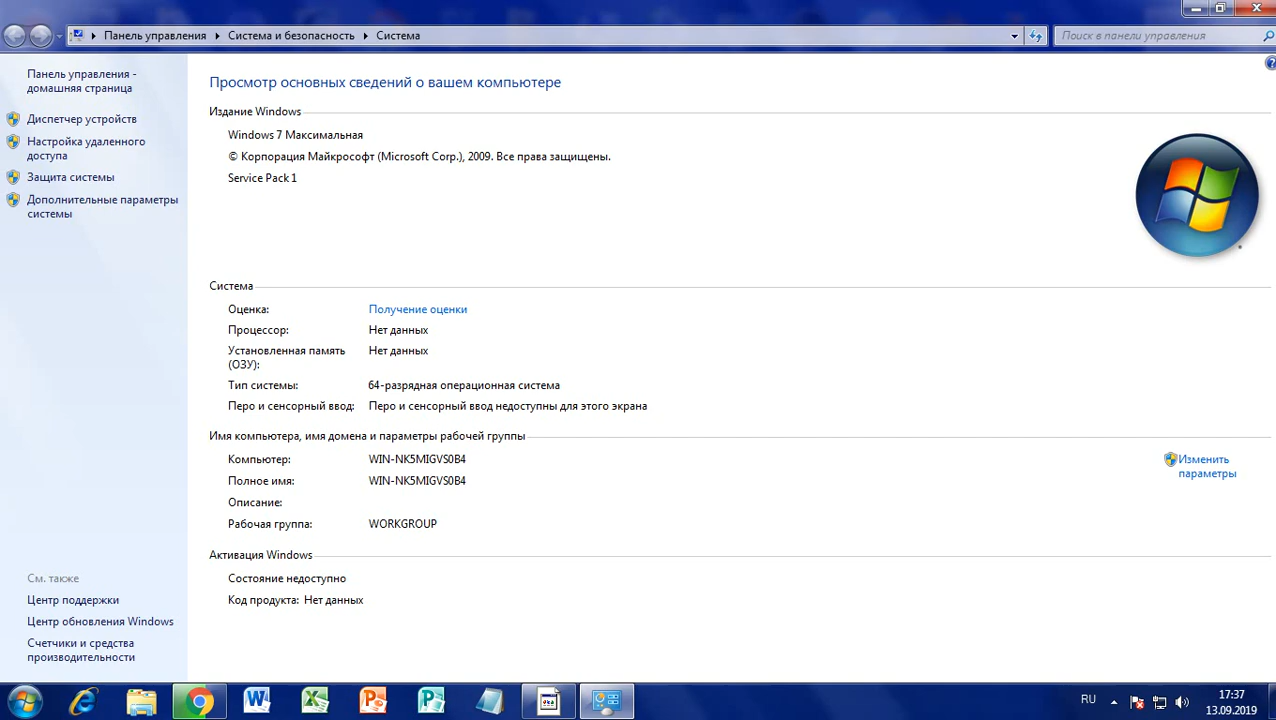 Панель управления
Система и безопасность
Система
Поиск в панели управления
Панель управления -
домашняя страница
Диспетчер устройств
Настройка удаленного
доступа
Защита системы
Дополнительные параметры
системы
См. также
Центр поддержки
Центр обновления Windows
Счетчики и средства
производительности
Просмотр основных сведений о вашем компьютере
Издание Windows
Windows 7 Максимальная
© Корпорация Майкрософт (Microsoft Corp.), 2009. Все права защищены.
Service Pack 1
Система
Оценка: Получение оценки
Процессор: Нет данных
Установленная память Нет данных
(ОЗУ):
Тип системы: 64-разрядная операционная система
Перо и сенсорный ввод: Перо и сенсорный ввод недоступны для этого экрана
Имя компьютера, имя домена и параметры рабочей группы
Компьютер: WIN-NK5MIGVS0B4
Изменить
параметры
Полное имя: WIN-NK5MIGVS0B4
Описание:
Рабочая группа: WORKGROUP
Активация Windows
Состояние недоступно
Код продукта: Нет данных
RU
17:37
13.09.2019